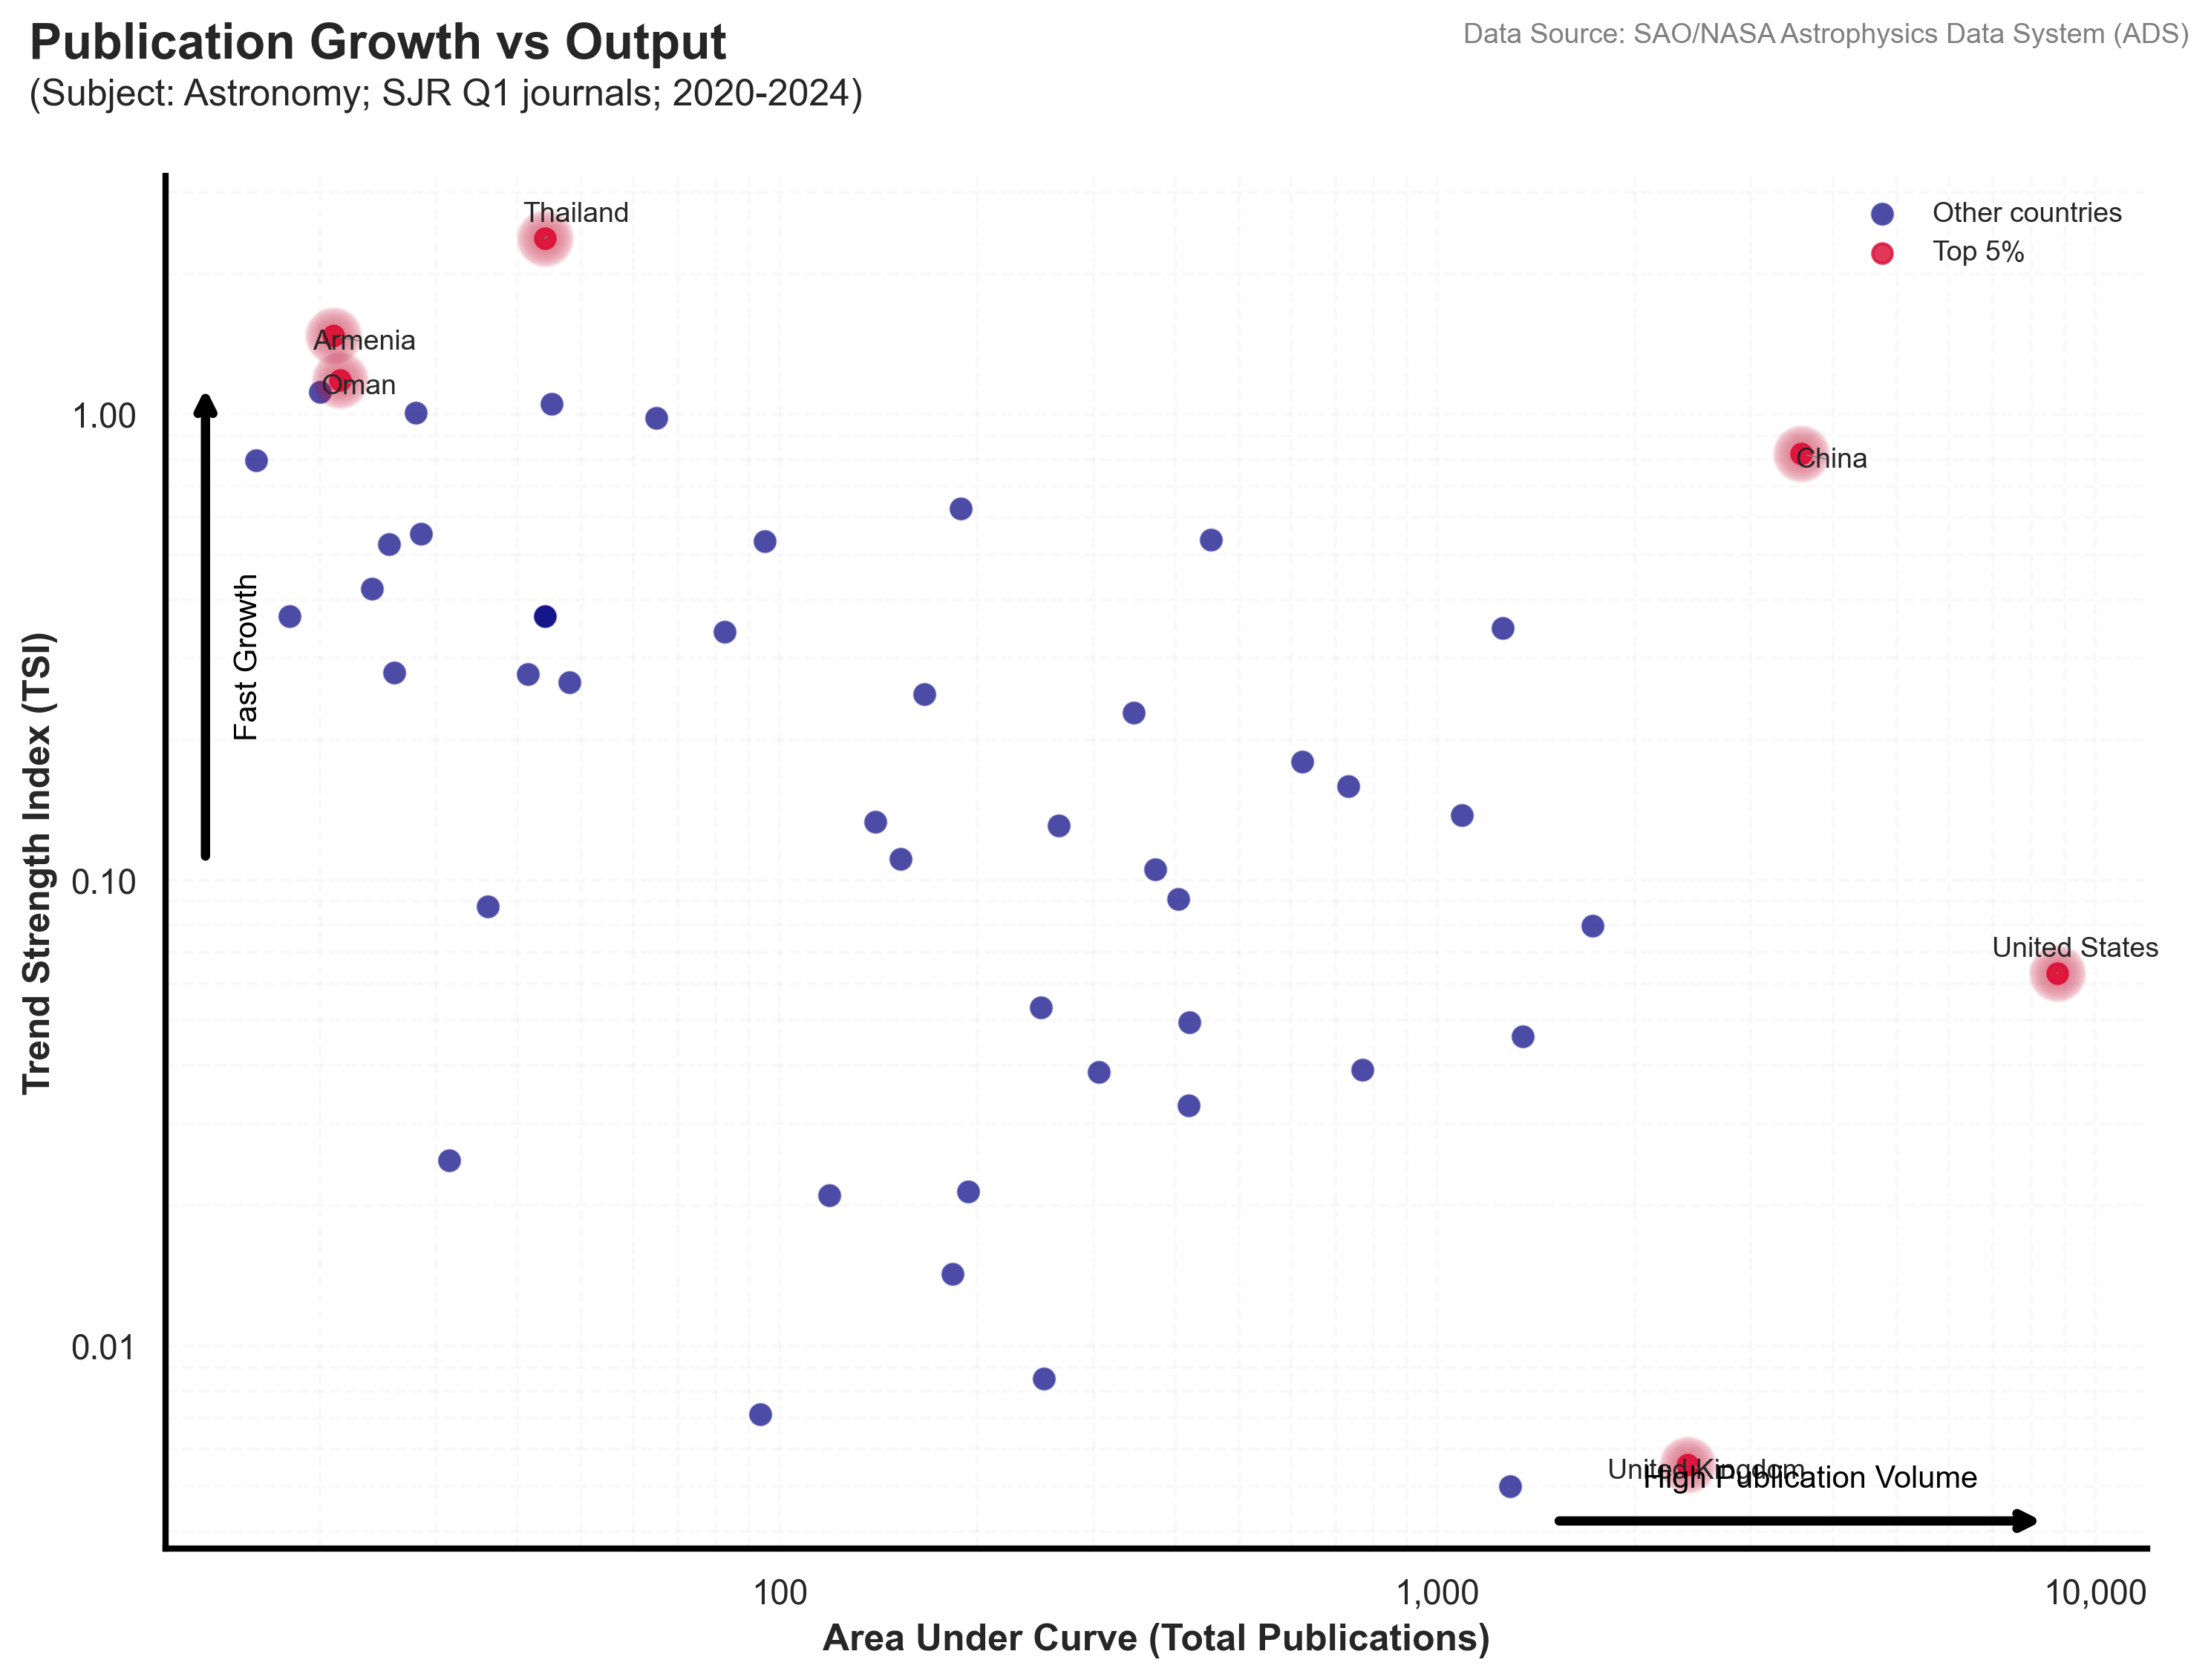 Publication Growth vs Output
Data Source: SAO/NASA Astrophysics Data System (ADS)
(Subject: Astronomy; SJR Q1 journals; 2020-2024)
Other countries
Top 5%
Thailand
Armenia
Oman
China
United States
United Kingdom
High Publication Volume
Fast Growth
Trend Strength Index (TSI)
1.00
0.10
0.01
100
1,000
10,000
Area Under Curve (Total Publications)